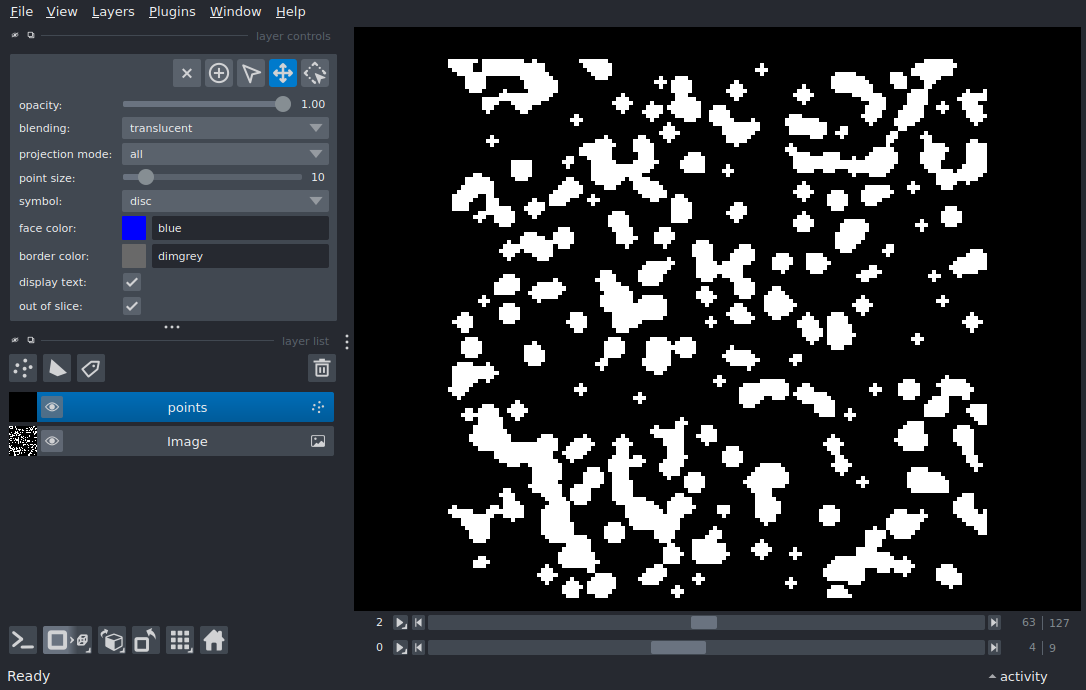 File View Layers Plugins Window Help
layer controls
opacity: 1.00
blending: translucent
projection mode: all
point size: 10
symbol: disc
face color: blue
border color: dimgrey
display text:
out of slice:
layer list
points
Image
2 63 127
0 4 9
Ready activity